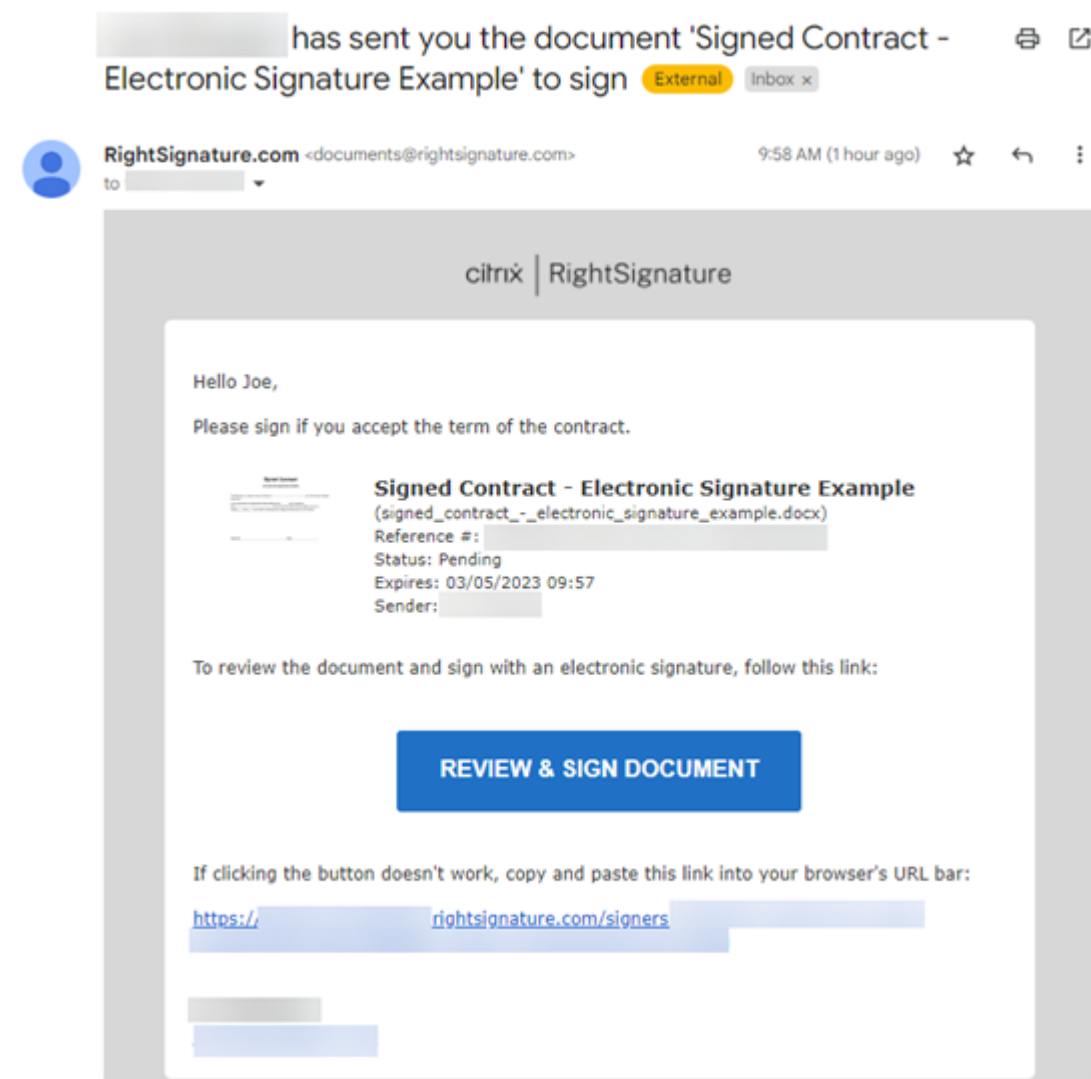 has sent you the document 'Signed Contract -
Electronic Signature Example' to sign External Inbox x
RightSignature.com <documents@rightsignature.com> 9:58 AM (1 hour ago)
to
citrix | RightSignature
Hello Joe,
Please sign if you accept the term of the contract.
Signed Contract
Signed Contract - Electronic Signature Example
(signed_contract_-_electronic_signature_example.docx)
Reference #:
Status: Pending
Expires: 03/05/2023 09:57
Sender:
To review the document and sign with an electronic signature, follow this link:
REVIEW & SIGN DOCUMENT
If clicking the button doesn't work, copy and paste this link into your browser's URL bar:
https:// rightsignature.com/signers